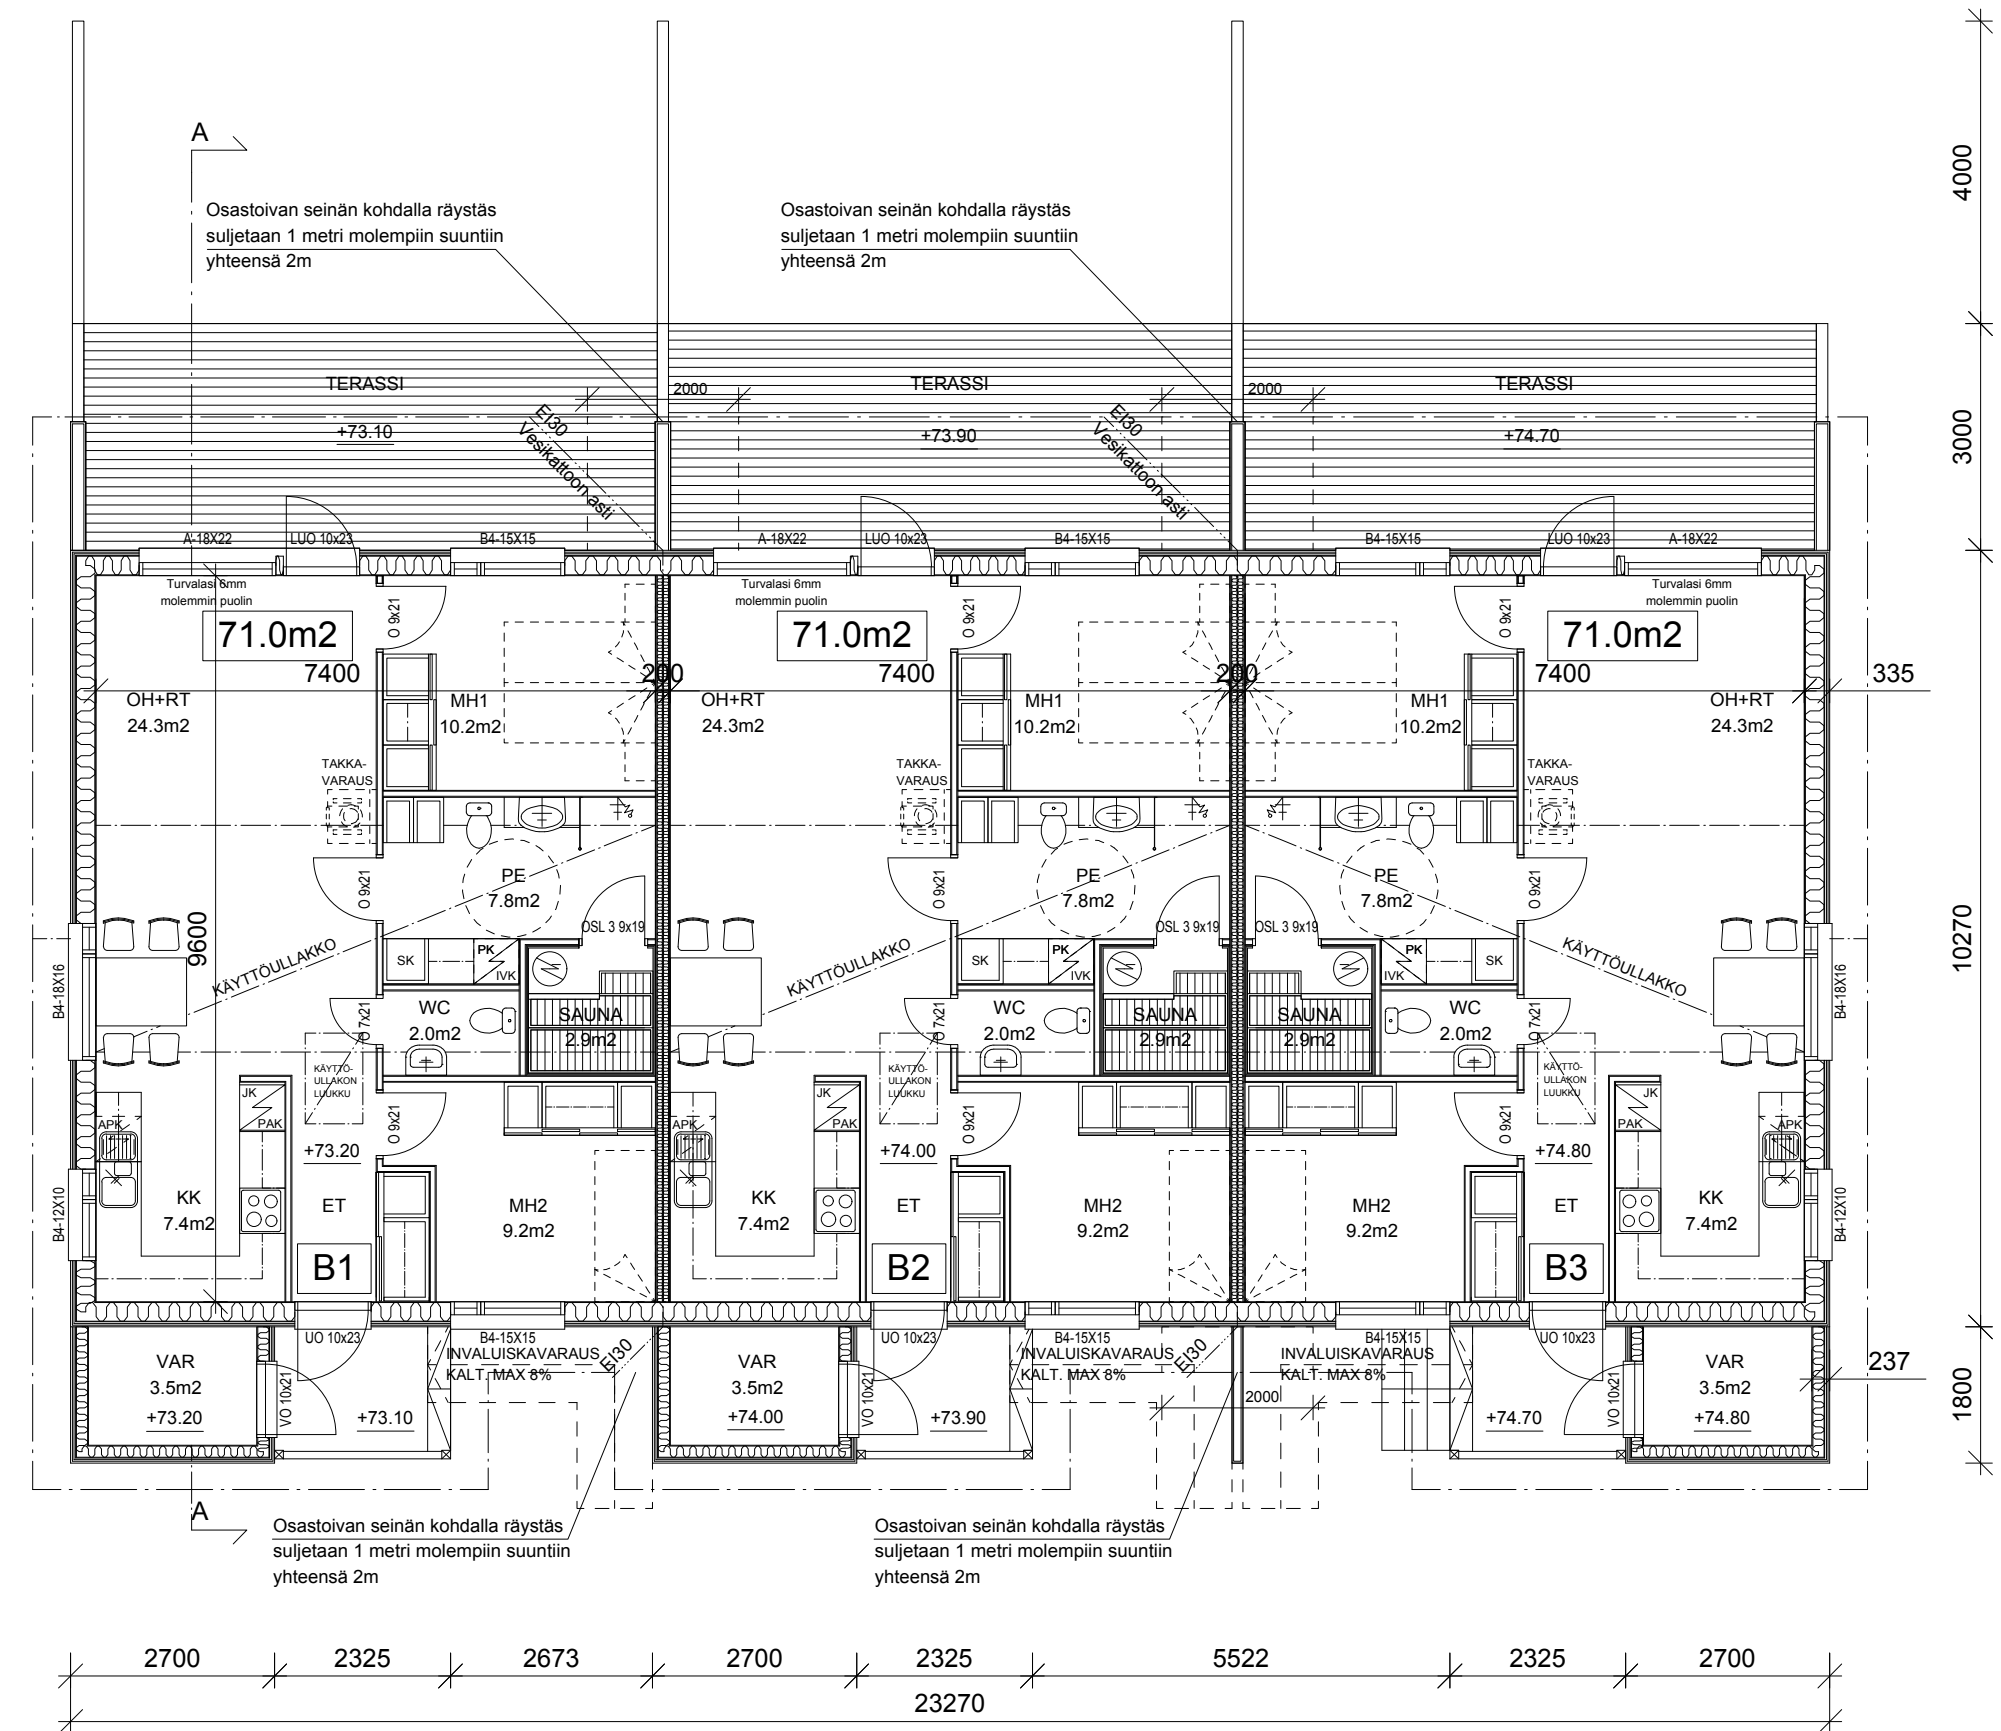 4000
A
Osastoivan seinän kohdalla räystäs
suljetaan 1 metri molempiin suuntiin
yhteensä 2m
Osastoivan seinän kohdalla räystäs
suljetaan 1 metri molempiin suuntiin
yhteensä 2m
TERASSI
2000
TERASSI
2000
TERASSI
+73.10
+73.90
+74.70
3000
EI30
Vesikattoon asti
EI30
Vesikattoon asti
A-18X22
LUO 10x23
B4-15X15
A-18X22
LUO 10x23
B4-15X15
B4-15X15
LUO 10x23
A-18X22
Turvalasi 6mm
molemmin puolin
Turvalasi 6mm
molemmin puolin
Turvalasi 6mm
molemmin puolin
O 9x21
O 9x21
O 9x21
71.0m2
71.0m2
71.0m2
7400
200
7400
200
7400
335
OH+RT
24.3m2
MH1
10.2m2
OH+RT
24.3m2
MH1
10.2m2
MH1
10.2m2
OH+RT
24.3m2
TAKKA-
VARAUS
TAKKA-
VARAUS
TAKKA-
VARAUS
PE
7.8m2
PE
7.8m2
PE
7.8m2
O 9x21
O 9x21
O 9x21
9600
10270
KÄYTTÖULLAKKO
KÄYTTÖULLAKKO
KÄYTTÖULLAKKO
OSL 3 9x19
OSL 3 9x19
OSL 3 9x19
SK
PK
IVK
SK
PK
IVK
PK
IVK
SK
B4-18X16
B4-18X16
WC
2.0m2
SAUNA
2.9m2
WC
2.0m2
SAUNA
2.9m2
SAUNA
2.9m2
WC
2.0m2
O 7x21
O 7x21
O 7x21
KÄYTTÖ-
ULLAKON
LUUKKU
KÄYTTÖ-
ULLAKON
LUUKKU
KÄYTTÖ-
ULLAKON
LUUKKU
APK
JK
PAK
APK
JK
PAK
JK
PAK
APK
O 9x21
O 9x21
O 9x21
+73.20
+74.00
+74.80
B4-12X10
B4-12X10
KK
7.4m2
ET
MH2
9.2m2
KK
7.4m2
ET
MH2
9.2m2
MH2
9.2m2
ET
KK
7.4m2
B1
B2
B3
UO 10x23
B4-15X15
UO 10x23
B4-15X15
B4-15X15
UO 10x23
INVALUISKAVARAUS
KALT. MAX 8%
INVALUISKAVARAUS
KALT. MAX 8%
INVALUISKAVARAUS
KALT. MAX 8%
EI30
EI30
VAR
3.5m2
+73.20
VO 10x21
+73.10
VAR
3.5m2
+74.00
VO 10x21
+73.90
2000
+74.70
VO 10x21
VAR
3.5m2
+74.80
237
1800
A
Osastoivan seinän kohdalla räystäs
suljetaan 1 metri molempiin suuntiin
yhteensä 2m
Osastoivan seinän kohdalla räystäs
suljetaan 1 metri molempiin suuntiin
yhteensä 2m
2700
2325
2673
2700
2325
5522
2325
2700
23270